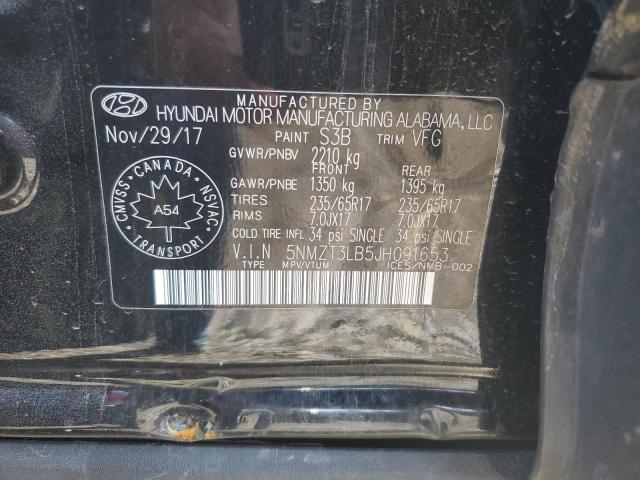 MANUFACTURED BY
HYUNDAI MOTOR MANUFACTURING ALABAMA, LLC
Nov/29/17 PAINT S3B TRIM VFG
GVWR/PNBV 2210 kg
FRONT REAR
GAWR/PNBE 1350 kg 1395 kg
TIRES 235/65R17 235/65R17
RIMS 7.0JX17 7.0JX17
COLD TIRE INFL 34 psi SINGLE 34 psi SINGLE
V.I.N 5NMZT3LB5JH091653
TYPE MPV/VTUM ICES/NMB-002
CMVSS · CANADA · NSVAC
A54
TRANSPORT